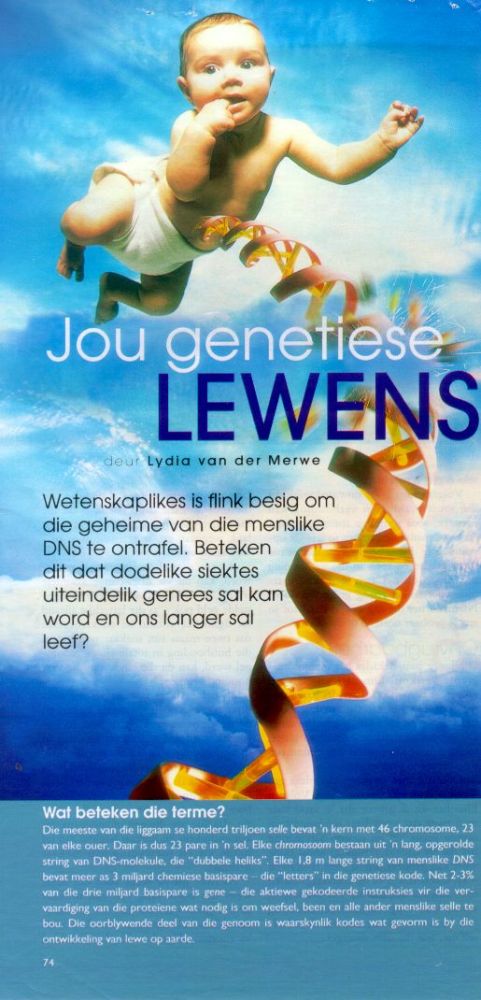 Jou genetiese
LEWENS
deur Lydia van der Merwe
Wetenskaplikes is flink besig om
die geheime van die menslike
DNS te ontrafel. Beteken
dit dat dodelike siektes
uiteindelik genees sal kan
word en ons langer sal
leef?
Wat beteken die terme?
Die meeste van die liggaam se honderd triljoen selle bevat 'n kern met 46 chromosome, 23
van elke ouer. Daar is dus 23 pare in 'n sel. Elke chromosoom bestaan uit 'n lang, opgerolde
string van DNS-molekule, die "dubbele heliks". Elke 1,8 m lange string van menslike DNS
bevat meer as 3 miljard chemiese basispare – die "letters" in die genetiese kode. Net 2-3%
van die drie miljard basispare is gene – die aktiewe gekodeerde instruksies vir die ver-
vaardiging van die proteïene wat nodig is om weefsel, been en alle ander menslike selle te
bou. Die oorblywende deel van die genoom is waarskynlik kodes wat gevorm is by die
ontwikkeling van lewe op aarde.
74